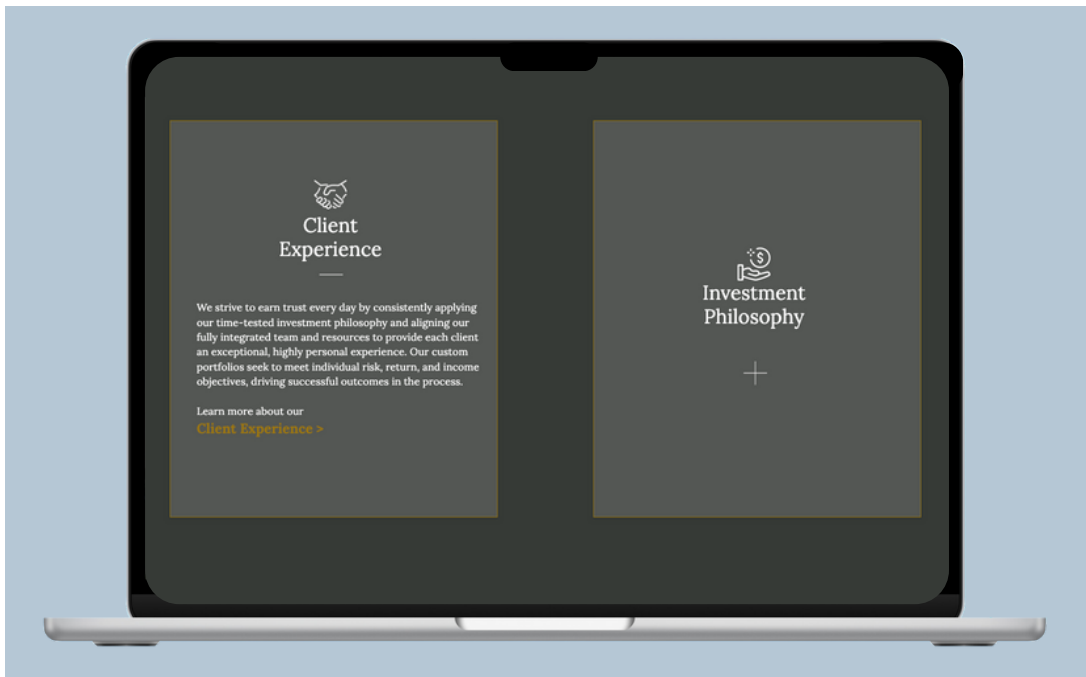 Client
Experience
We strive to earn trust every day by consistently applying
our time-tested investment philosophy and aligning our
fully integrated team and resources to provide each client
an exceptional, highly personal experience. Our custom
portfolios seek to meet individual risk, return, and income
objectives, driving successful outcomes in the process.
Learn more about our
Client Experience >
Investment
Philosophy